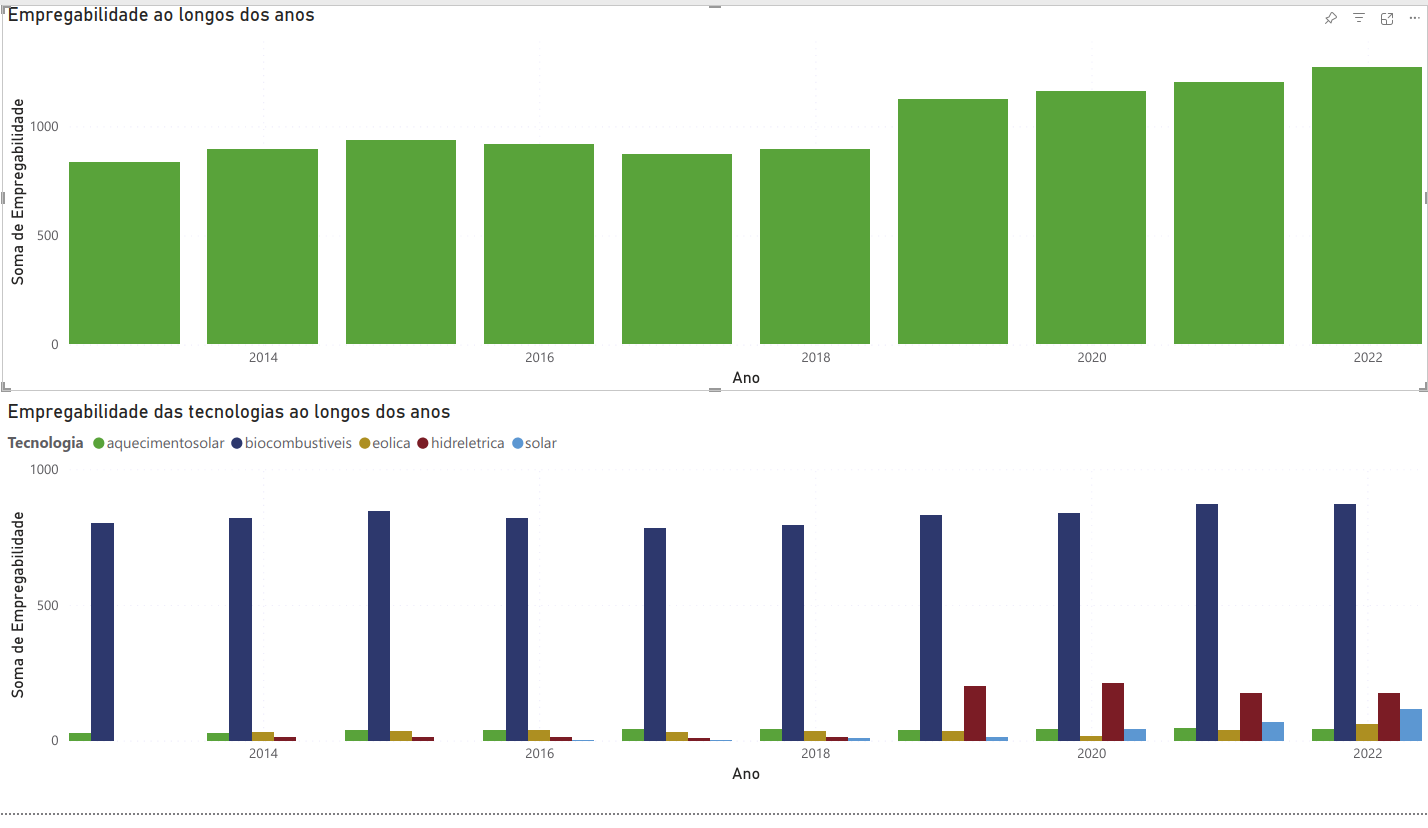 Empregabilidade ao longos dos anos
Soma de Empregabilidade
1000
500
0
2014 2016 2018 2020 2022
Ano
Empregabilidade das tecnologias ao longos dos anos
Tecnologia aquecimentosolar biocombustiveis eolica hidreletrica solar
Soma de Empregabilidade
1000
500
0
2014 2016 2018 2020 2022
Ano